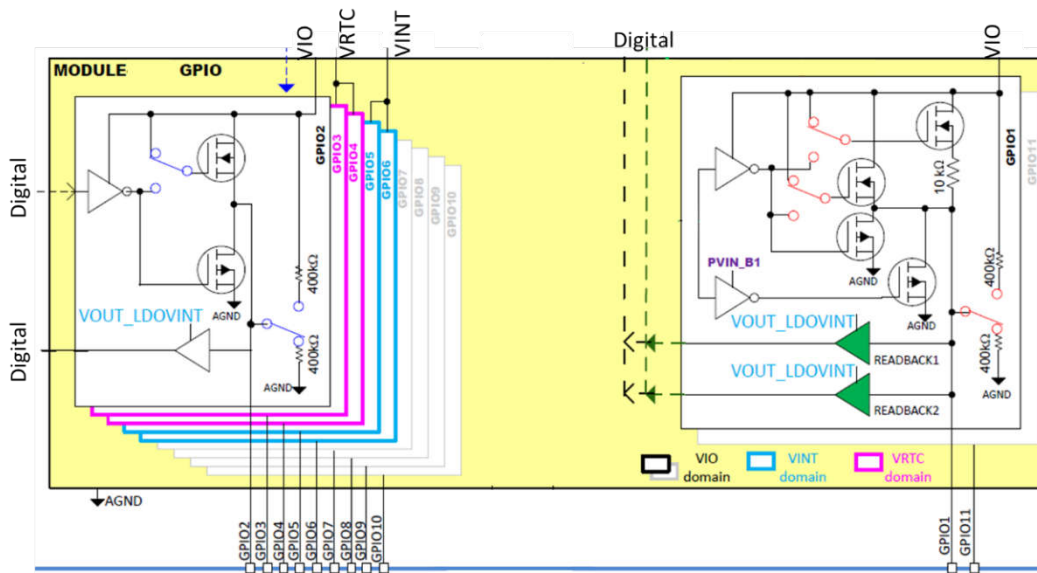 VIO
VRTC
VINT
Digital
VIO
MODULE GPIO
GPIO2
GPIO3
GPIO4
GPIO5
GPIO6
GPIO7
GPIO8
GPIO9
GPIO10
Digital
400kΩ
AGND
VOUT_LDOVINT
Digital
400kΩ
AGND
GPIO1
GPIO11
10 kΩ
AGND
PVIN_B1
400kΩ
AGND
VOUT_LDOVINT
READBACK1
400kΩ
VOUT_LDOVINT
AGND
READBACK2
VIO domain
VINT domain
VRTC domain
AGND
GPIO2
GPIO3
GPIO4
GPIO5
GPIO6
GPIO7
GPIO8
GPIO9
GPIO10
GPIO1
GPIO11